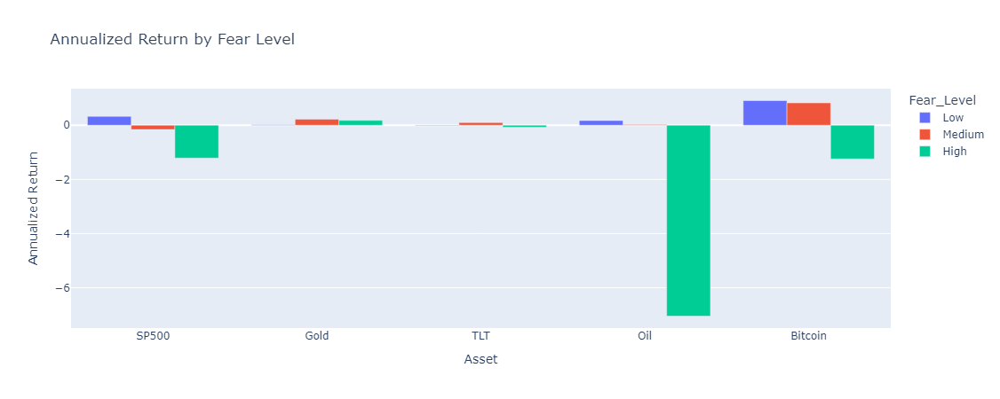 Annualized Return by Fear Level
Fear_Level
Low
Medium
High
Annualized Return
0
−2
−4
−6
SP500 Gold TLT Oil Bitcoin
Asset